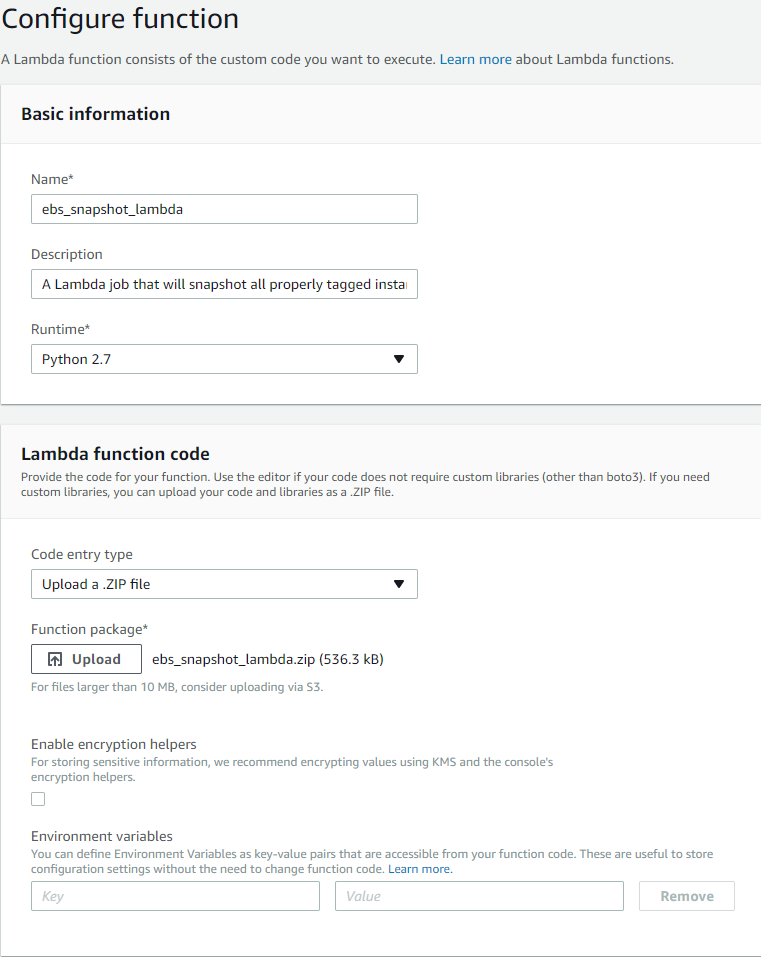 Configure function
A Lambda function consists of the custom code you want to execute. Learn more about Lambda functions.
Basic information
Name*
ebs_snapshot_lambda
Description
A Lambda job that will snapshot all properly tagged insta
Runtime*
Python 2.7
Lambda function code
Provide the code for your function. Use the editor if your code does not require custom libraries (other than boto3). If you need
custom libraries, you can upload your code and libraries as a .ZIP file.
Code entry type
Upload a .ZIP file
Function package*
Upload ebs_snapshot_lambda.zip (536.3 kB)
For files larger than 10 MB, consider uploading via S3.
Enable encryption helpers
For storing sensitive information, we recommend encrypting values using KMS and the console's
encryption helpers.
Environment variables
You can define Environment Variables as key-value pairs that are accessible from your function code. These are useful to store
configuration settings without the need to change function code. Learn more.
Key Value Remove